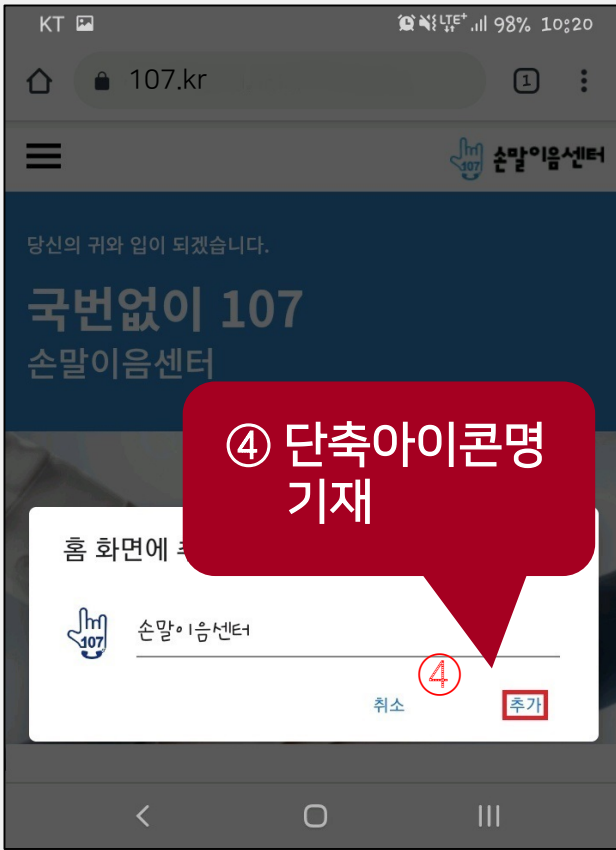 KT LTE+ 98% 10:20
107.kr 1
107 손말이음센터
당신의 귀와 입이 되겠습니다.
국번없이 107
손말이음센터
④ 단축아이콘명
기재
홈 화면에
107 손말이음센터
④
취소 추가